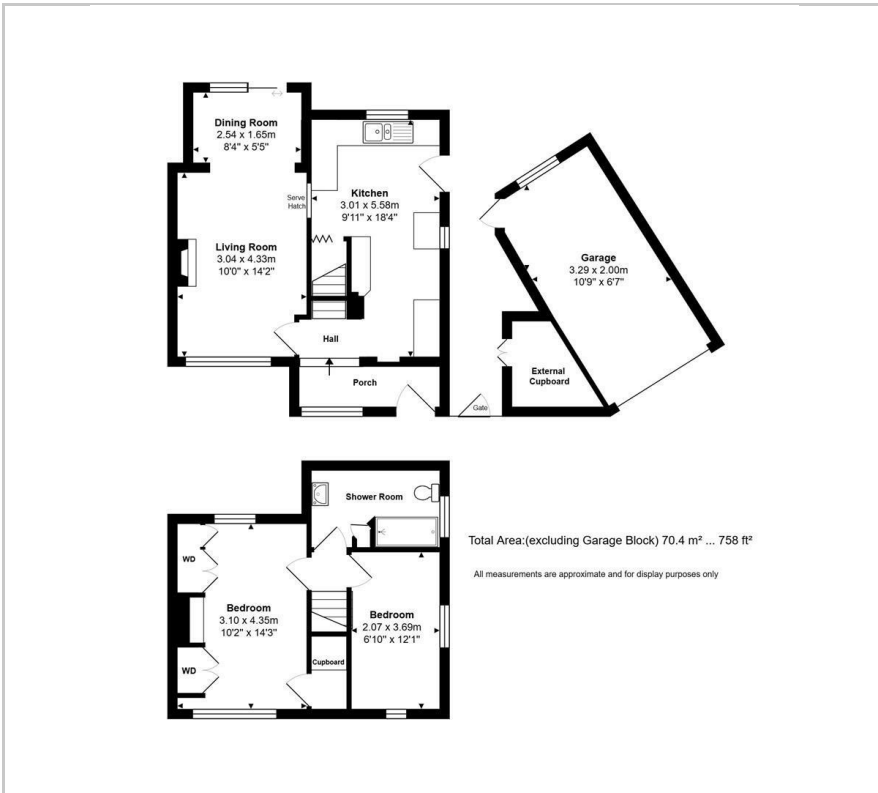 Dining Room
2.54 x 1.65m
8'4" x 5'5"
Serve
Hatch
Kitchen
3.01 x 5.58m
9'11" x 18'4"
Living Room
3.04 x 4.33m
10'0" x 14'2"
Hall
Porch
Garage
3.29 x 2.00m
10'9" x 6'7"
External
Cupboard
Gate
Shower Room
WD
Bedroom
3.10 x 4.35m
10'2" x 14'3"
WD
Bedroom
2.07 x 3.69m
6'10" x 12'1"
Cupboard
Total Area:(excluding Garage Block) 70.4 m² ... 758 ft²
All measurements are approximate and for display purposes only